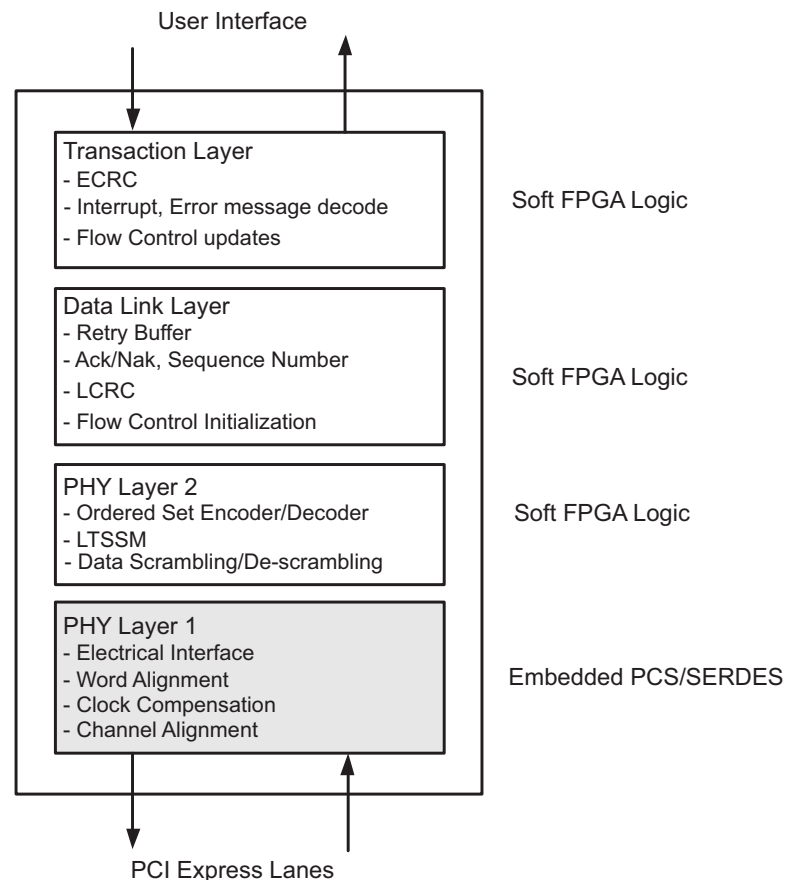 User Interface
Transaction Layer
- ECRC
- Interrupt, Error message decode
- Flow Control updates
Soft FPGA Logic
Data Link Layer
- Retry Buffer
- Ack/Nak, Sequence Number
- LCRC
- Flow Control Initialization
Soft FPGA Logic
PHY Layer 2
- Ordered Set Encoder/Decoder
- LTSSM
- Data Scrambling/De-scrambling
Soft FPGA Logic
PHY Layer 1
- Electrical Interface
- Word Alignment
- Clock Compensation
- Channel Alignment
Embedded PCS/SERDES
PCI Express Lanes